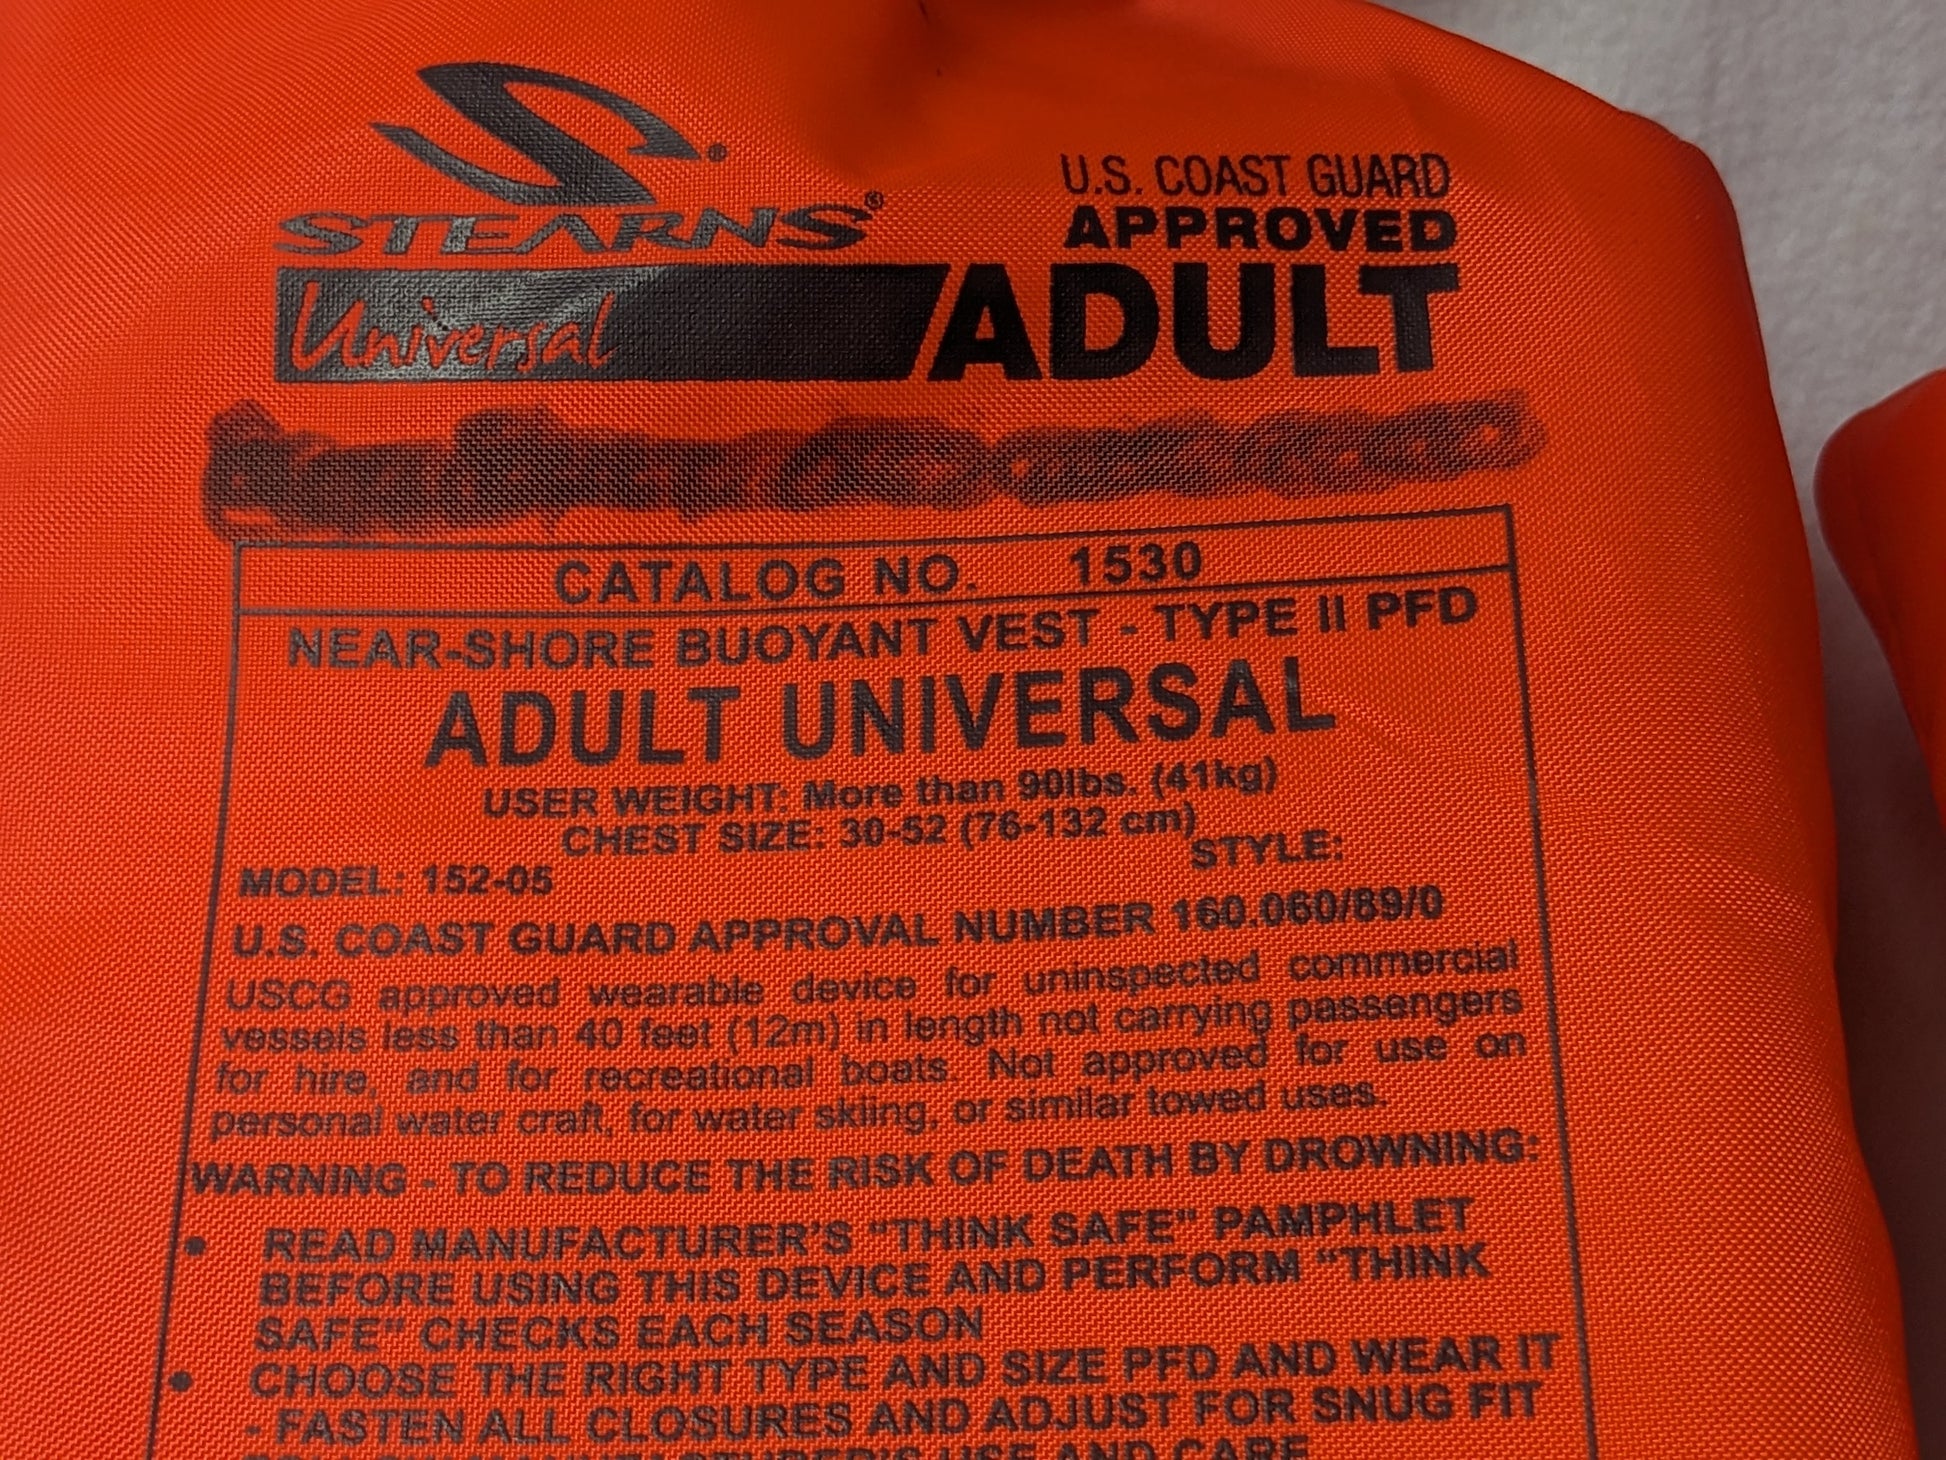 STEARNS®
U.S. COAST GUARD
APPROVED
Universal ADULT
CATALOG NO. 1530
NEAR-SHORE BUOYANT VEST - TYPE II PFD
ADULT UNIVERSAL
USER WEIGHT: More than 90lbs. (41kg)
CHEST SIZE: 30-52 (76-132 cm)
MODEL: 152-05 STYLE:
U.S. COAST GUARD APPROVAL NUMBER 160.060/89/0
USCG approved wearable device for uninspected commercial
vessels less than 40 feet (12m) in length not carrying passengers
for hire, and for recreational boats. Not approved for use on
personal water craft, for water skiing, or similar towed uses.
WARNING - TO REDUCE THE RISK OF DEATH BY DROWNING:
• READ MANUFACTURER'S "THINK SAFE" PAMPHLET
BEFORE USING THIS DEVICE AND PERFORM "THINK
SAFE" CHECKS EACH SEASON
• CHOOSE THE RIGHT TYPE AND SIZE PFD AND WEAR IT
- FASTEN ALL CLOSURES AND ADJUST FOR SNUG FIT
USE AND CARE